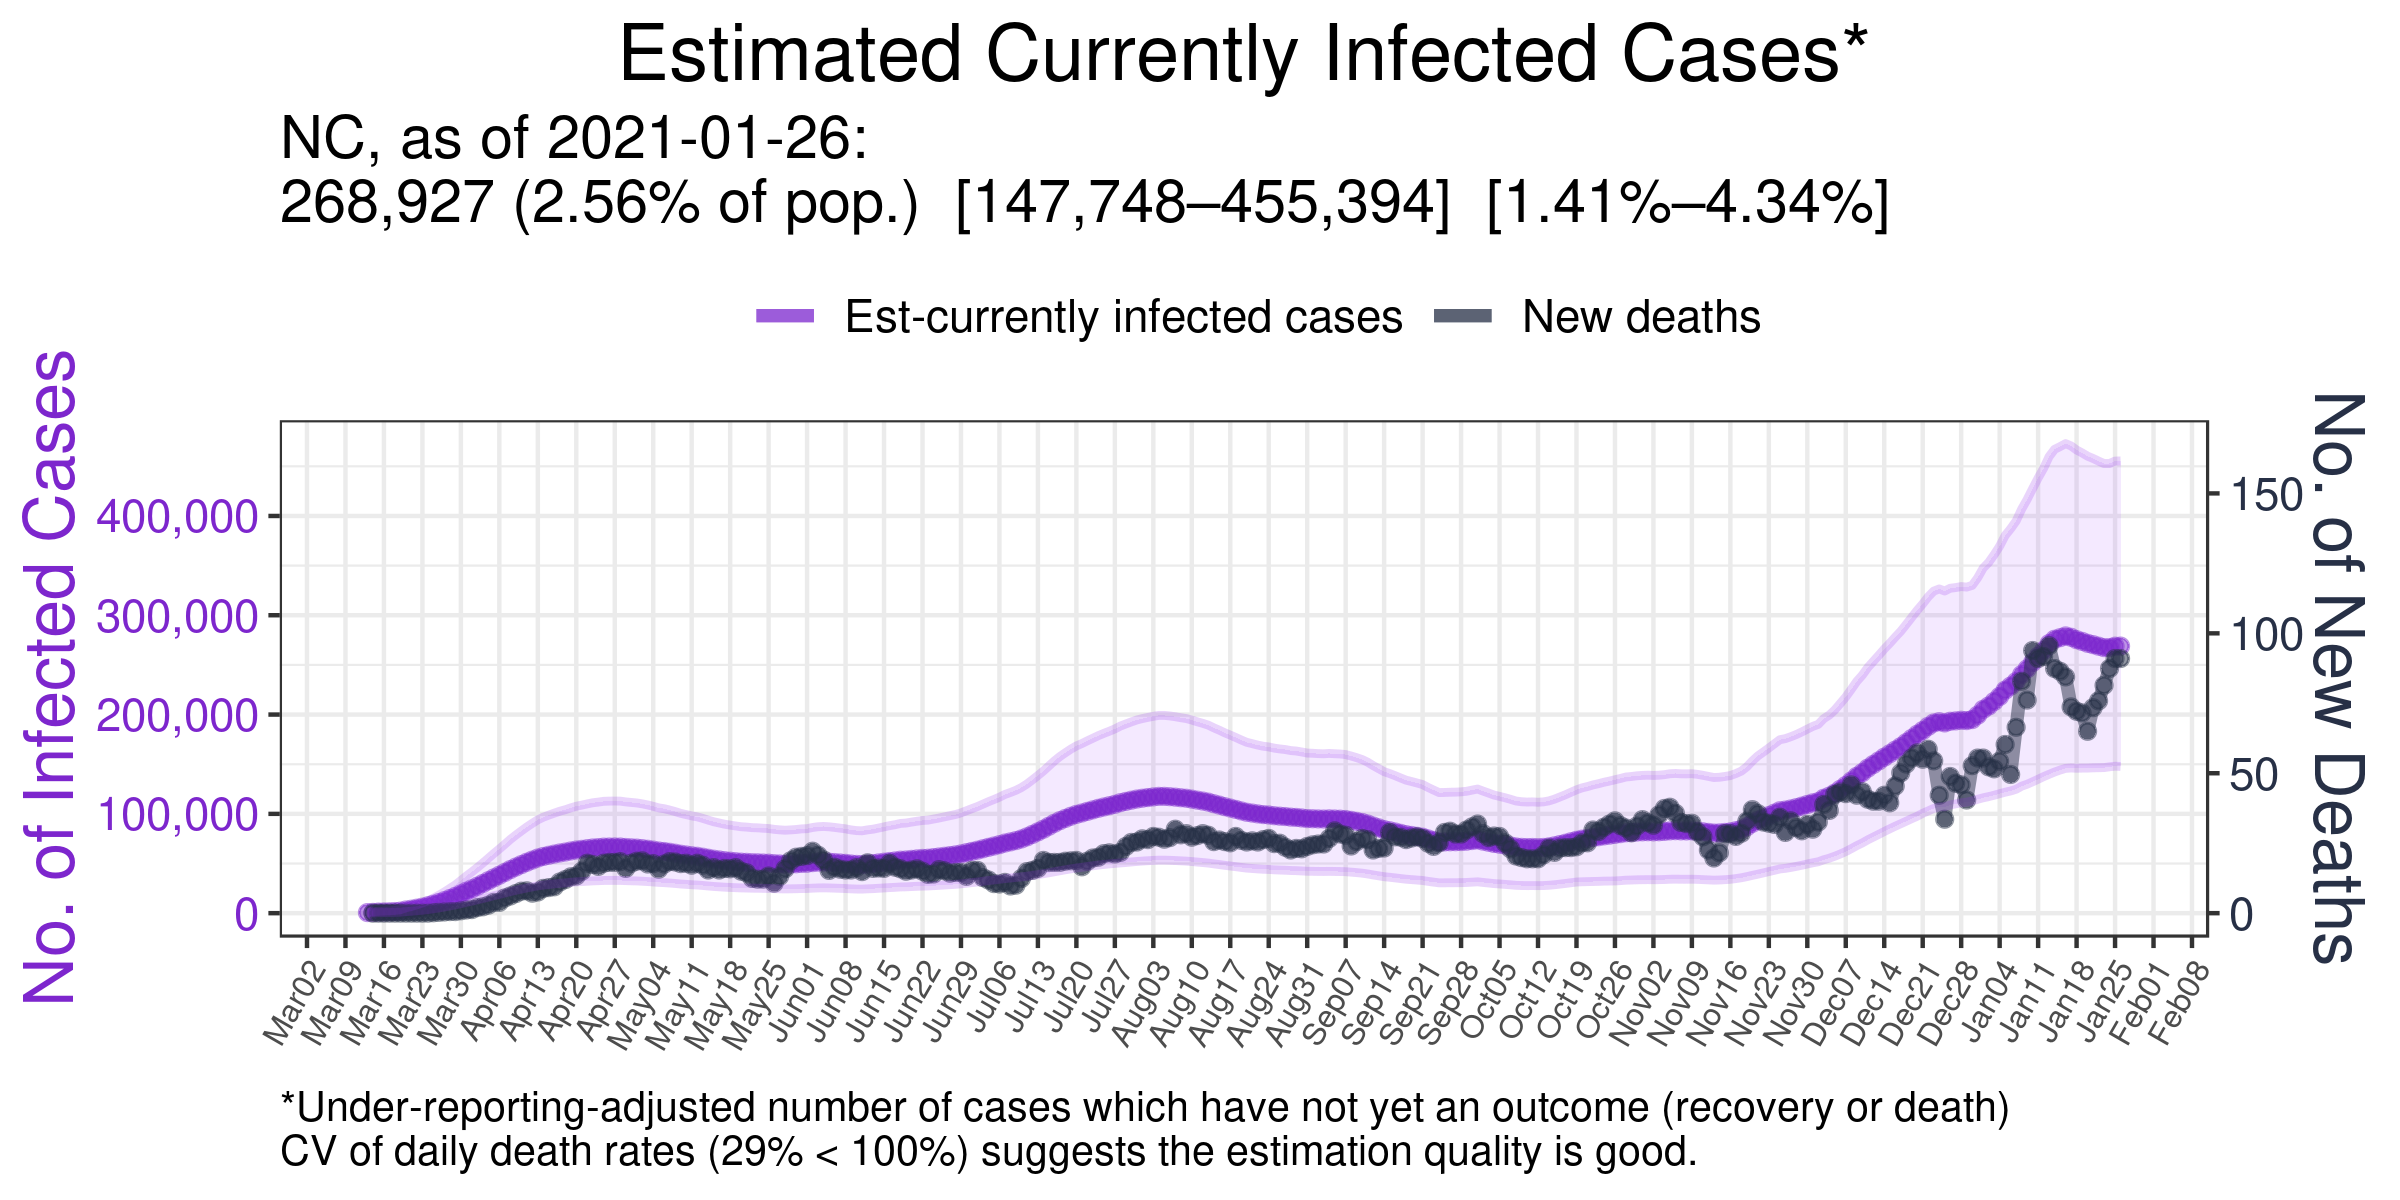 Estimated Currently Infected Cases*
NC, as of 2021-01-26:
268,927 (2.56% of pop.) [147,748–455,394] [1.41%–4.34%]
Est-currently infected cases
New deaths
No. of Infected Cases
400,000
300,000
200,000
100,000
0
150
100
50
0
No. of New Deaths
Mar02
Mar09
Mar16
Mar23
Mar30
Apr06
Apr13
Apr20
Apr27
May04
May11
May18
May25
Jun01
Jun08
Jun15
Jun22
Jun29
Jul06
Jul13
Jul20
Jul27
Aug03
Aug10
Aug17
Aug24
Aug31
Sep07
Sep14
Sep21
Sep28
Oct05
Oct12
Oct19
Oct26
Nov02
Nov09
Nov16
Nov23
Nov30
Dec07
Dec14
Dec21
Dec28
Jan04
Jan11
Jan18
Jan25
Feb01
Feb08
*Under-reporting-adjusted number of cases which have not yet an outcome (recovery or death)
CV of daily death rates (29% < 100%) suggests the estimation quality is good.